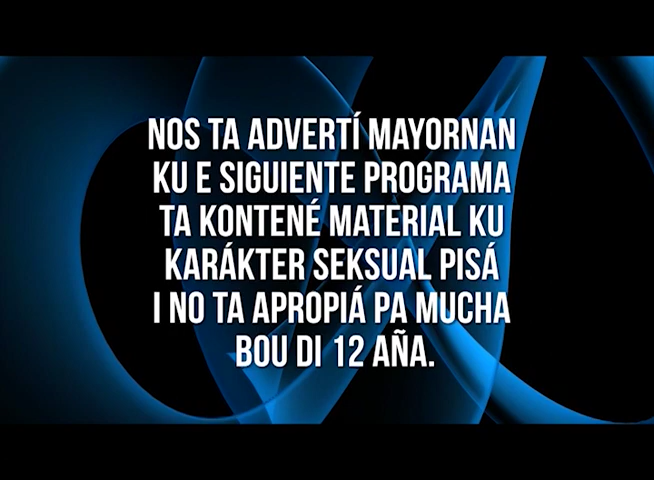 NOS TA ADVERTÍ MAYORNAN
KU E SIGUIENTE PROGRAMA
TA KONTENÉ MATERIAL KU
KARÁKTER SEKSUAL PISÁ
I NO TA APROPIÁ PA MUCHA
BOU DI 12 AÑA.